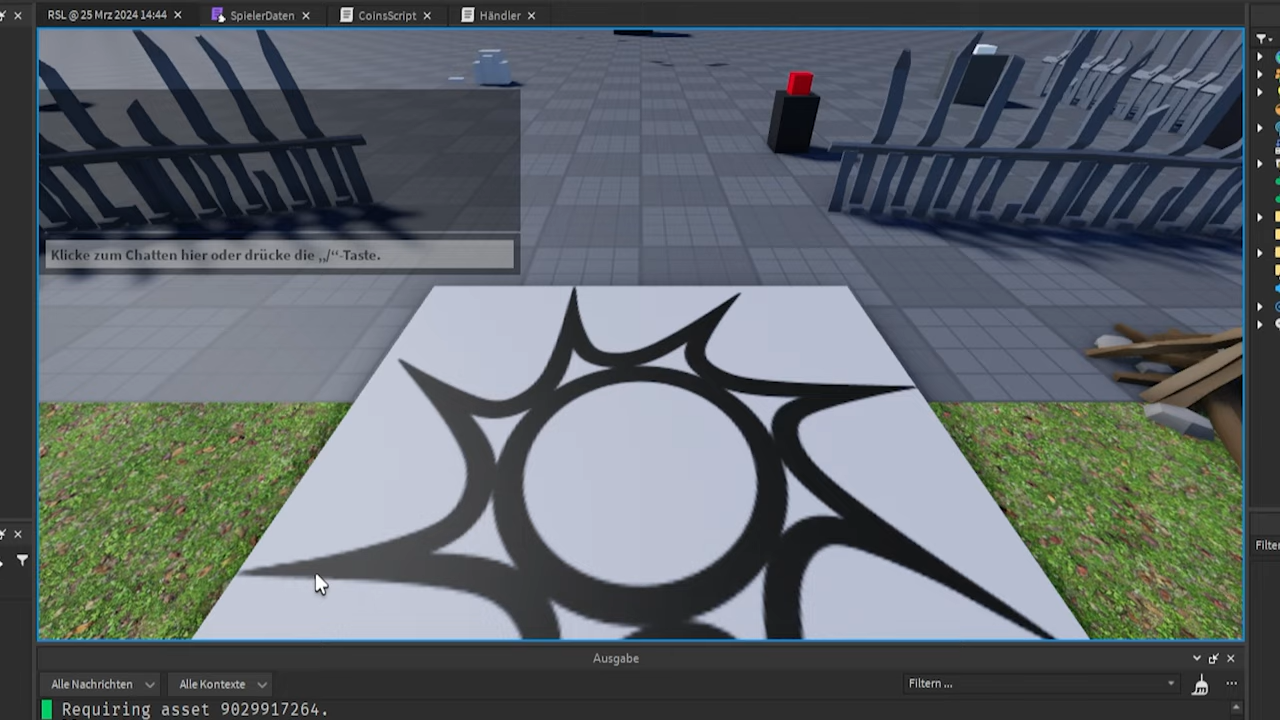 RSL @ 25 Mrz 2024 14:44
SpielerDaten
CoinsScript
Händler
Klicke zum Chatten hier oder drücke die „/“-Taste.
Ausgabe
Alle Nachrichten
Alle Kontexte
Filtern ...
Requiring asset 9029917264.
Filter